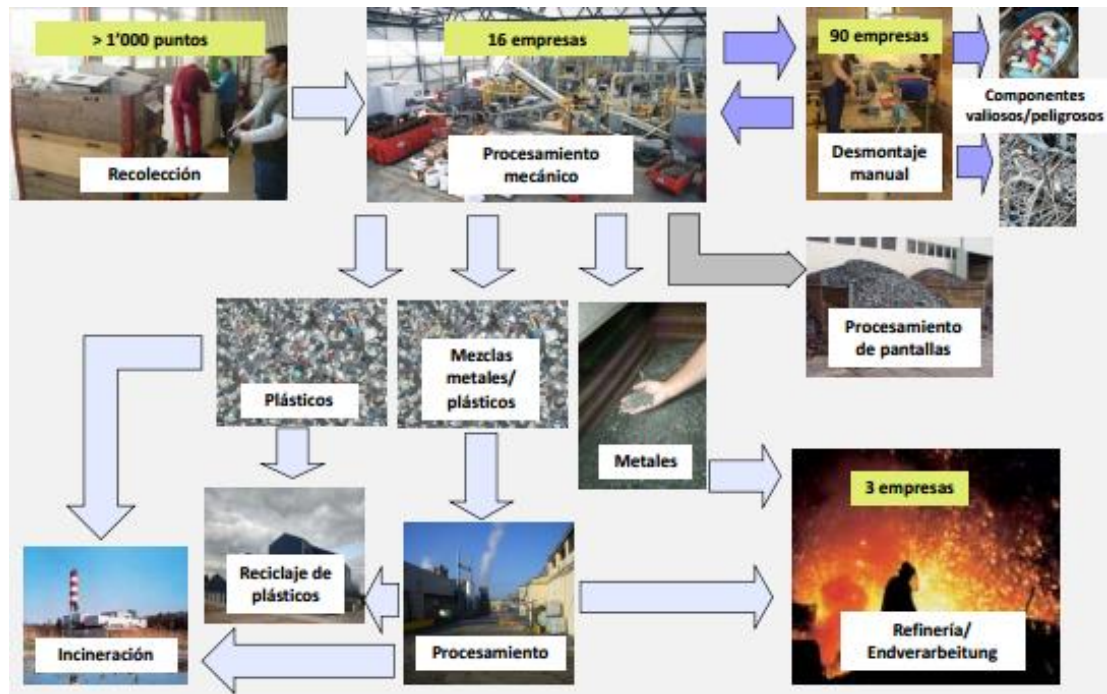 > 1'000 puntos
Recolección
16 empresas
Procesamiento
mecánico
90 empresas
Desmontaje
manual
Componentes
valiosos/peligrosos
Procesamiento
de pantallas
Plásticos
Mezclas
metales/
plásticos
Metales
3 empresas
Refinería/
Endverarbeitung
Incineración
Reciclaje de
plásticos
Procesamiento